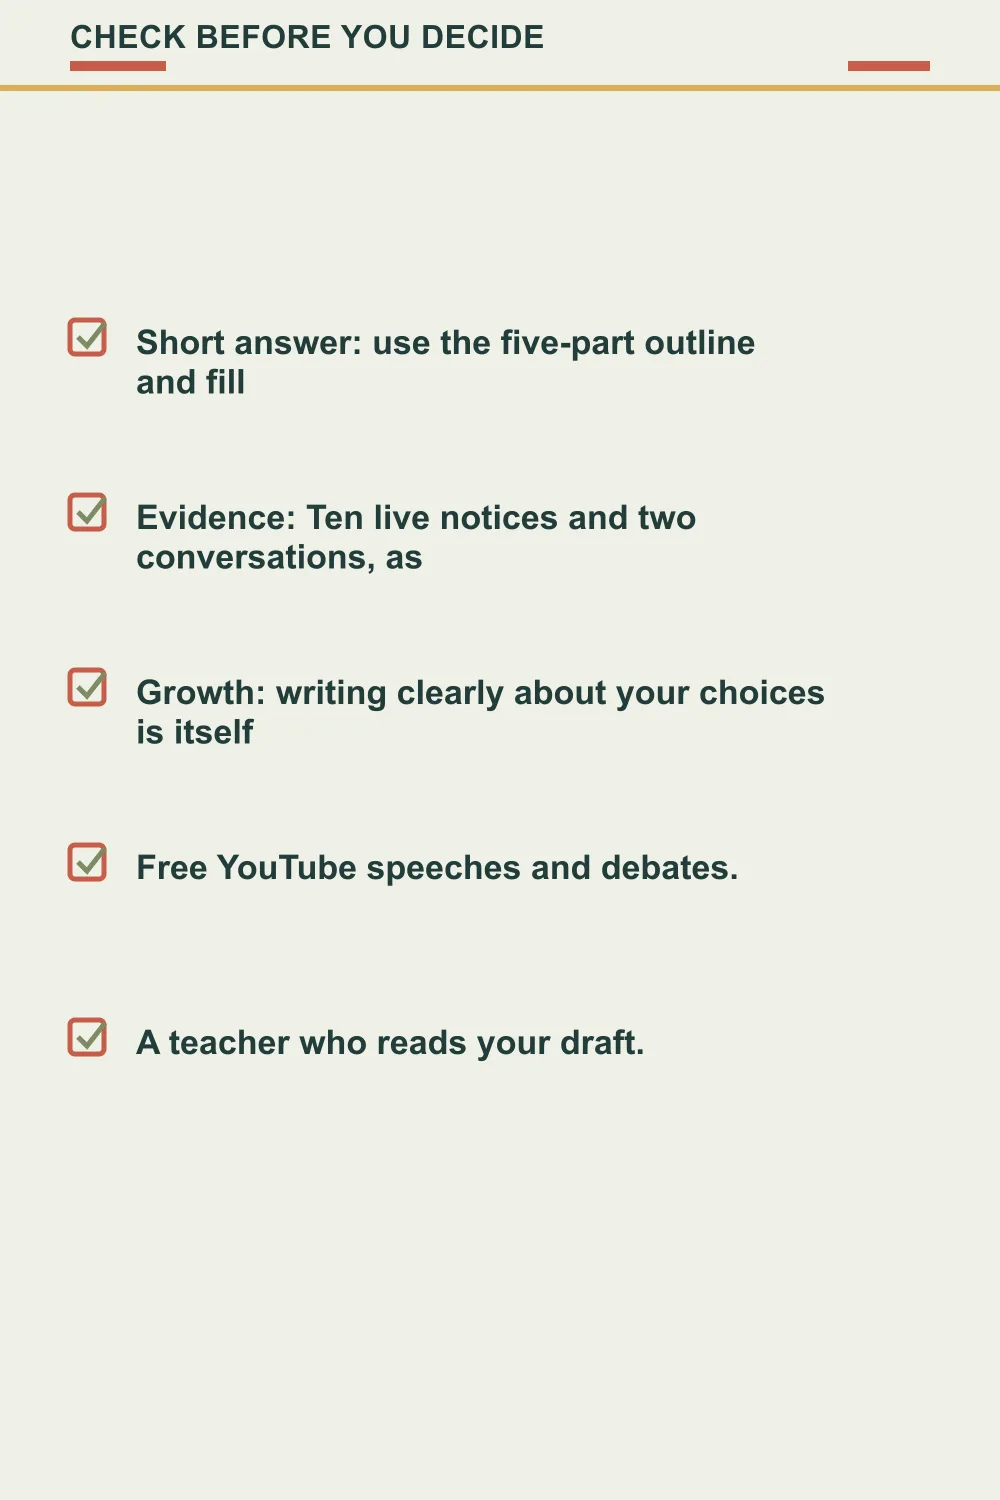 CHECK BEFORE YOU DECIDE
Short answer: use the five-part outline
and fill
Evidence: Ten live notices and two
conversations, as
Growth: writing clearly about your choices
is itself
Free YouTube speeches and debates.
A teacher who reads your draft.